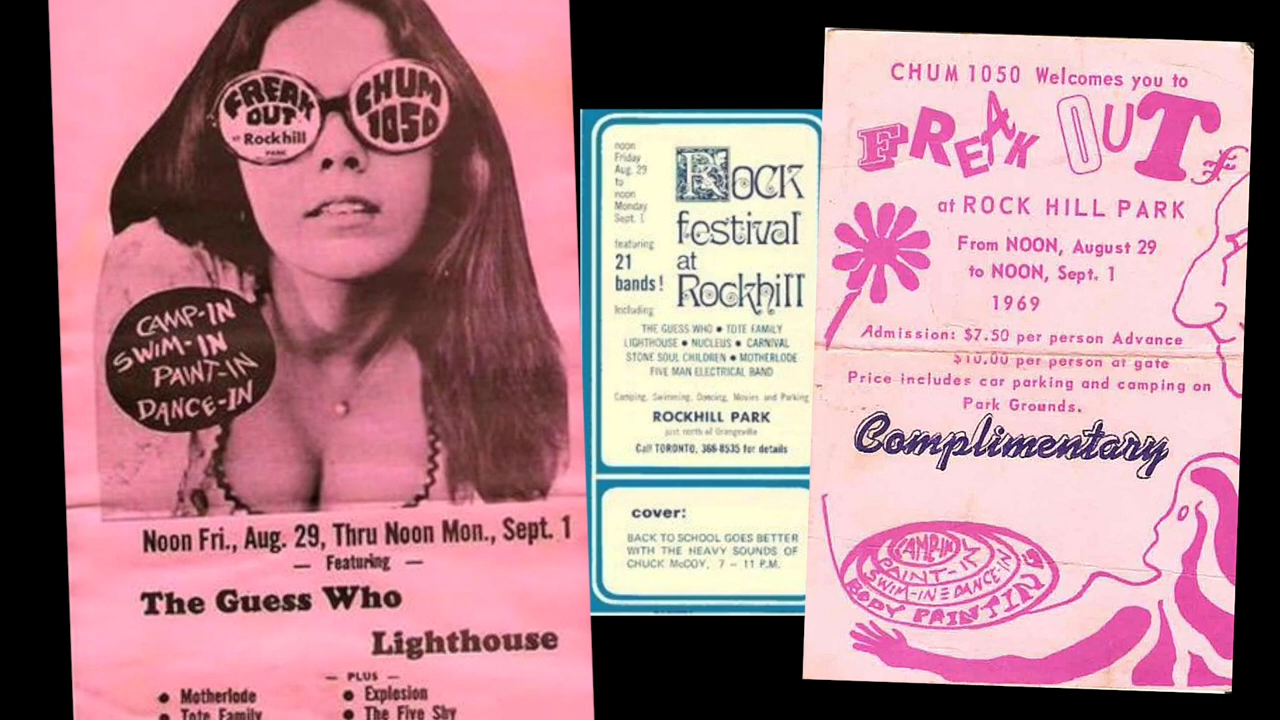 FREAK
OUT
at Rockhill
PARK
CHUM
1050
CAMP-IN
SWIM-IN
PAINT-IN
DANCE-IN
Noon Fri., Aug. 29, Thru Noon Mon., Sept. 1
— Featuring —
The Guess Who
Lighthouse
— PLUS —
● Motherlode
● Explosion
● Tote Family
● The Five Shy
noon
Friday
Aug. 29
to
noon
Monday
Sept. 1
featuring
21
bands!
Including
Rock
festival
at
Rockhill
THE GUESS WHO ● TOTE FAMILY
LIGHTHOUSE ● NUCLEUS ● CARNIVAL
STONE SOUL CHILDREN ● MOTHERLODE
FIVE MAN ELECTRICAL BAND
Camping, Swimming, Dancing, Movies and Parking
ROCKHILL PARK
just north of Orangeville
Call TORONTO, 366-8535 for details
cover:
BACK TO SCHOOL GOES BETTER
WITH THE HEAVY SOUNDS OF
CHUCK McCOY, 7 – 11 P.M.
CHUM 1050 Welcomes you to
FREAK OUT
at ROCK HILL PARK
From NOON, August 29
to NOON, Sept. 1
1969
Admission: $7.50 per person Advance
$10.00 per person at gate
Price includes car parking and camping on
Park Grounds.
Complimentary
CAMP-IN
PAINT-IN
SWIM-IN = DANCE-IN
BODY PAINTING